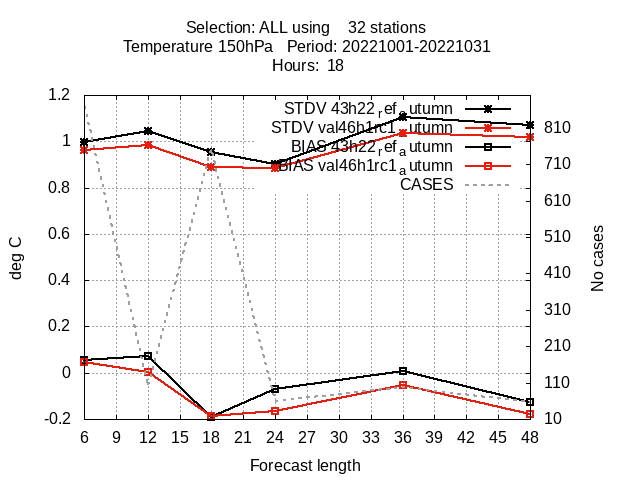 Selection: ALL using 32 stations
Temperature 150hPa Period: 20221001-20221031
Hours: 18
STDV 43h22_ref_autumn
STDV val46h1rc1_autumn
BIAS 43h22_ref_autumn
BIAS val46h1rc1_autumn
CASES
1.2
1
0.8
0.6
0.4
0.2
0
-0.2
deg C
810
710
610
510
410
310
210
110
10
No cases
6 9 12 15 18 21 24 27 30 33 36 39 42 45 48
Forecast length